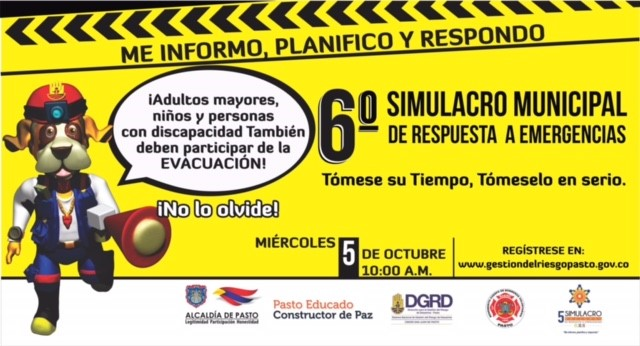 ME INFORMO, PLANIFICO Y RESPONDO
¡Adultos mayores,
niños y personas
con discapacidad También
deben participar de la
EVACUACIÓN!
¡No lo olvide!
6º SIMULACRO MUNICIPAL
DE RESPUESTA A EMERGENCIAS
Tómese su Tiempo, Tómeselo en serio.
MIÉRCOLES 5 DE OCTUBRE
10:00 A.M.
REGÍSTRESE EN:
www.gestiondelriesgopasto.gov.co
ALCALDÍA DE PASTO
Legitimidad Participación Honestidad
Pasto Educado
Constructor de Paz
DGRD
PASTO
5 SIMULACRO